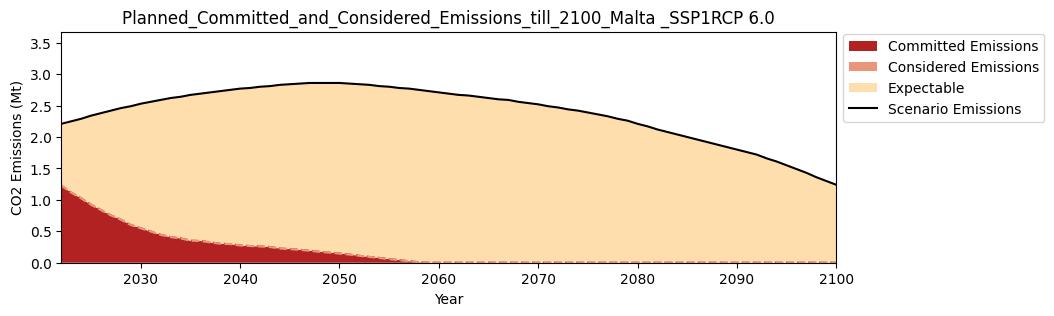 Planned_Committed_and_Considered_Emissions_till_2100_Malta _SSP1RCP 6.0
CO2 Emissions (Mt)
3.5
3.0
2.5
2.0
1.5
1.0
0.5
0.0
2030 2040 2050 2060 2070 2080 2090 2100
Year
Committed Emissions
Considered Emissions
Expectable
Scenario Emissions